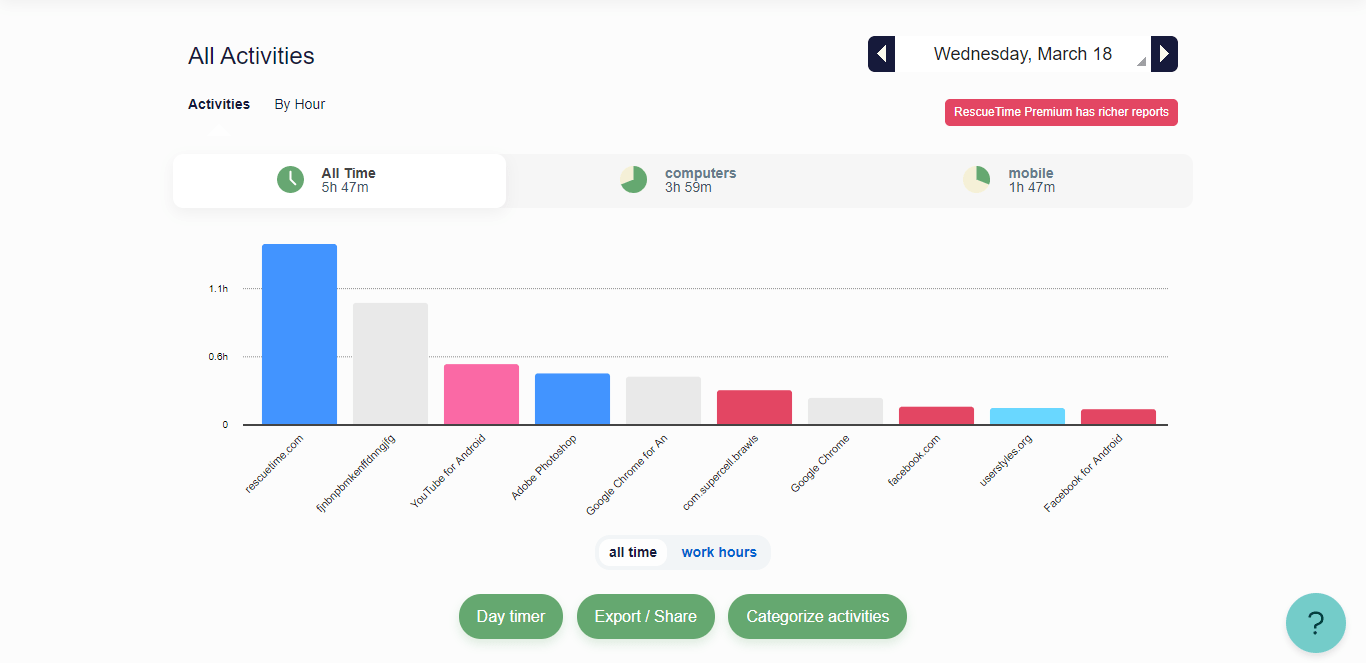 All Activities
Wednesday, March 18
Activities
By Hour
RescueTime Premium has richer reports
All Time
5h 47m
computers
3h 59m
mobile
1h 47m
1.1h
0.6h
0
rescuetime.com
fjnbnpbmkenffdnngjfg
YouTube for Android
Adobe Photoshop
Google Chrome for An
com.supercell.brawls
Google Chrome
facebook.com
userstyles.org
Facebook for Android
all time
work hours
Day timer
Export / Share
Categorize activities
?